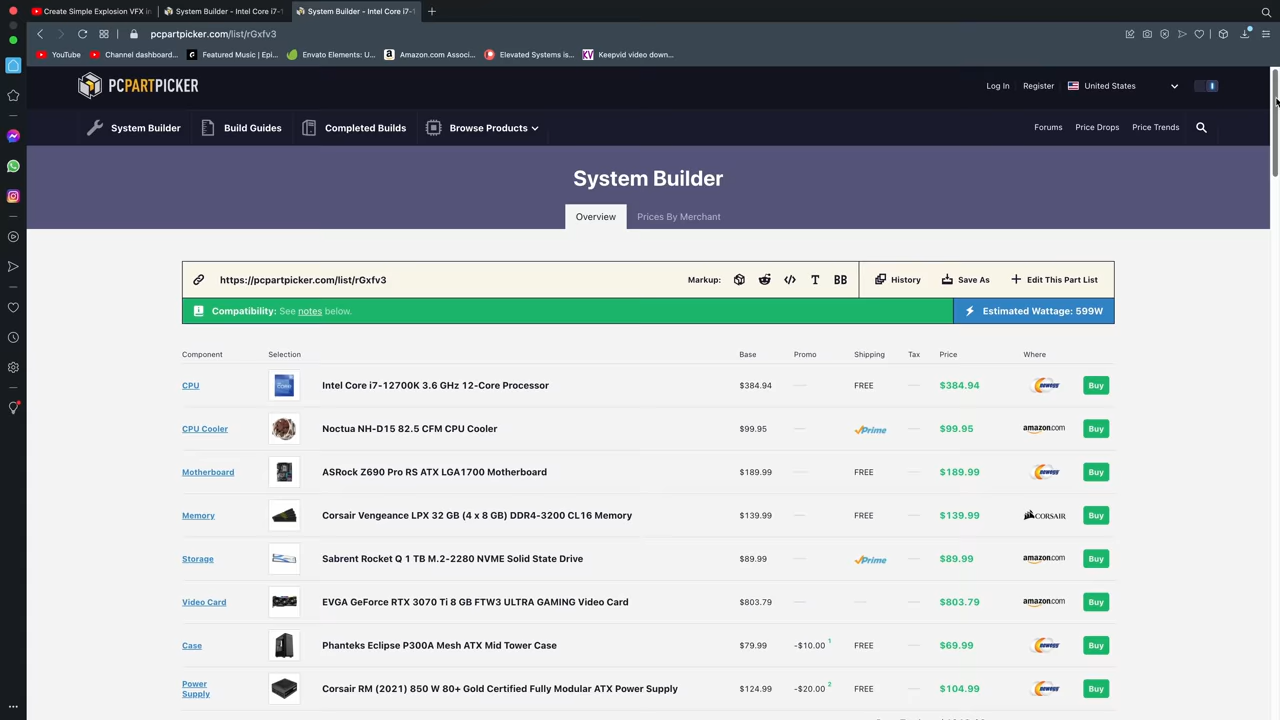 Create Simple Explosion VFX in
System Builder - Intel Core i7-1
System Builder - Intel Core i7-1
pcpartpicker.com/list/rGxfv3
YouTube
Channel dashboard...
Featured Music | Epi...
Envato Elements: U...
Amazon.com Associ...
Elevated Systems is...
KV Keepvid video down...
PCPARTPICKER
Log In Register United States
System Builder Build Guides Completed Builds Browse Products
Forums Price Drops Price Trends
System Builder
Overview Prices By Merchant
https://pcpartpicker.com/list/rGxfv3 Markup: T BB History Save As Edit This Part List
Compatibility: See notes below. Estimated Wattage: 599W
Component Selection Base Promo Shipping Tax Price Where
CPU Intel Core i7-12700K 3.6 GHz 12-Core Processor $384.94 — FREE — $384.94 newegg Buy
CPU Cooler Noctua NH-D15 82.5 CFM CPU Cooler $99.95 — Prime — $99.95 amazon.com Buy
Motherboard ASRock Z690 Pro RS ATX LGA1700 Motherboard $189.99 — FREE — $189.99 newegg Buy
Memory Corsair Vengeance LPX 32 GB (4 x 8 GB) DDR4-3200 CL16 Memory $139.99 — FREE — $139.99 CORSAIR Buy
Storage Sabrent Rocket Q 1 TB M.2-2280 NVME Solid State Drive $89.99 — Prime — $89.99 amazon.com Buy
Video Card EVGA GeForce RTX 3070 Ti 8 GB FTW3 ULTRA GAMING Video Card $803.79 — — — $803.79 amazon.com Buy
Case Phanteks Eclipse P300A Mesh ATX Mid Tower Case $79.99 -$10.00 1 FREE — $69.99 newegg Buy
Power
Supply Corsair RM (2021) 850 W 80+ Gold Certified Fully Modular ATX Power Supply $124.99 -$20.00 2 FREE — $104.99 newegg Buy